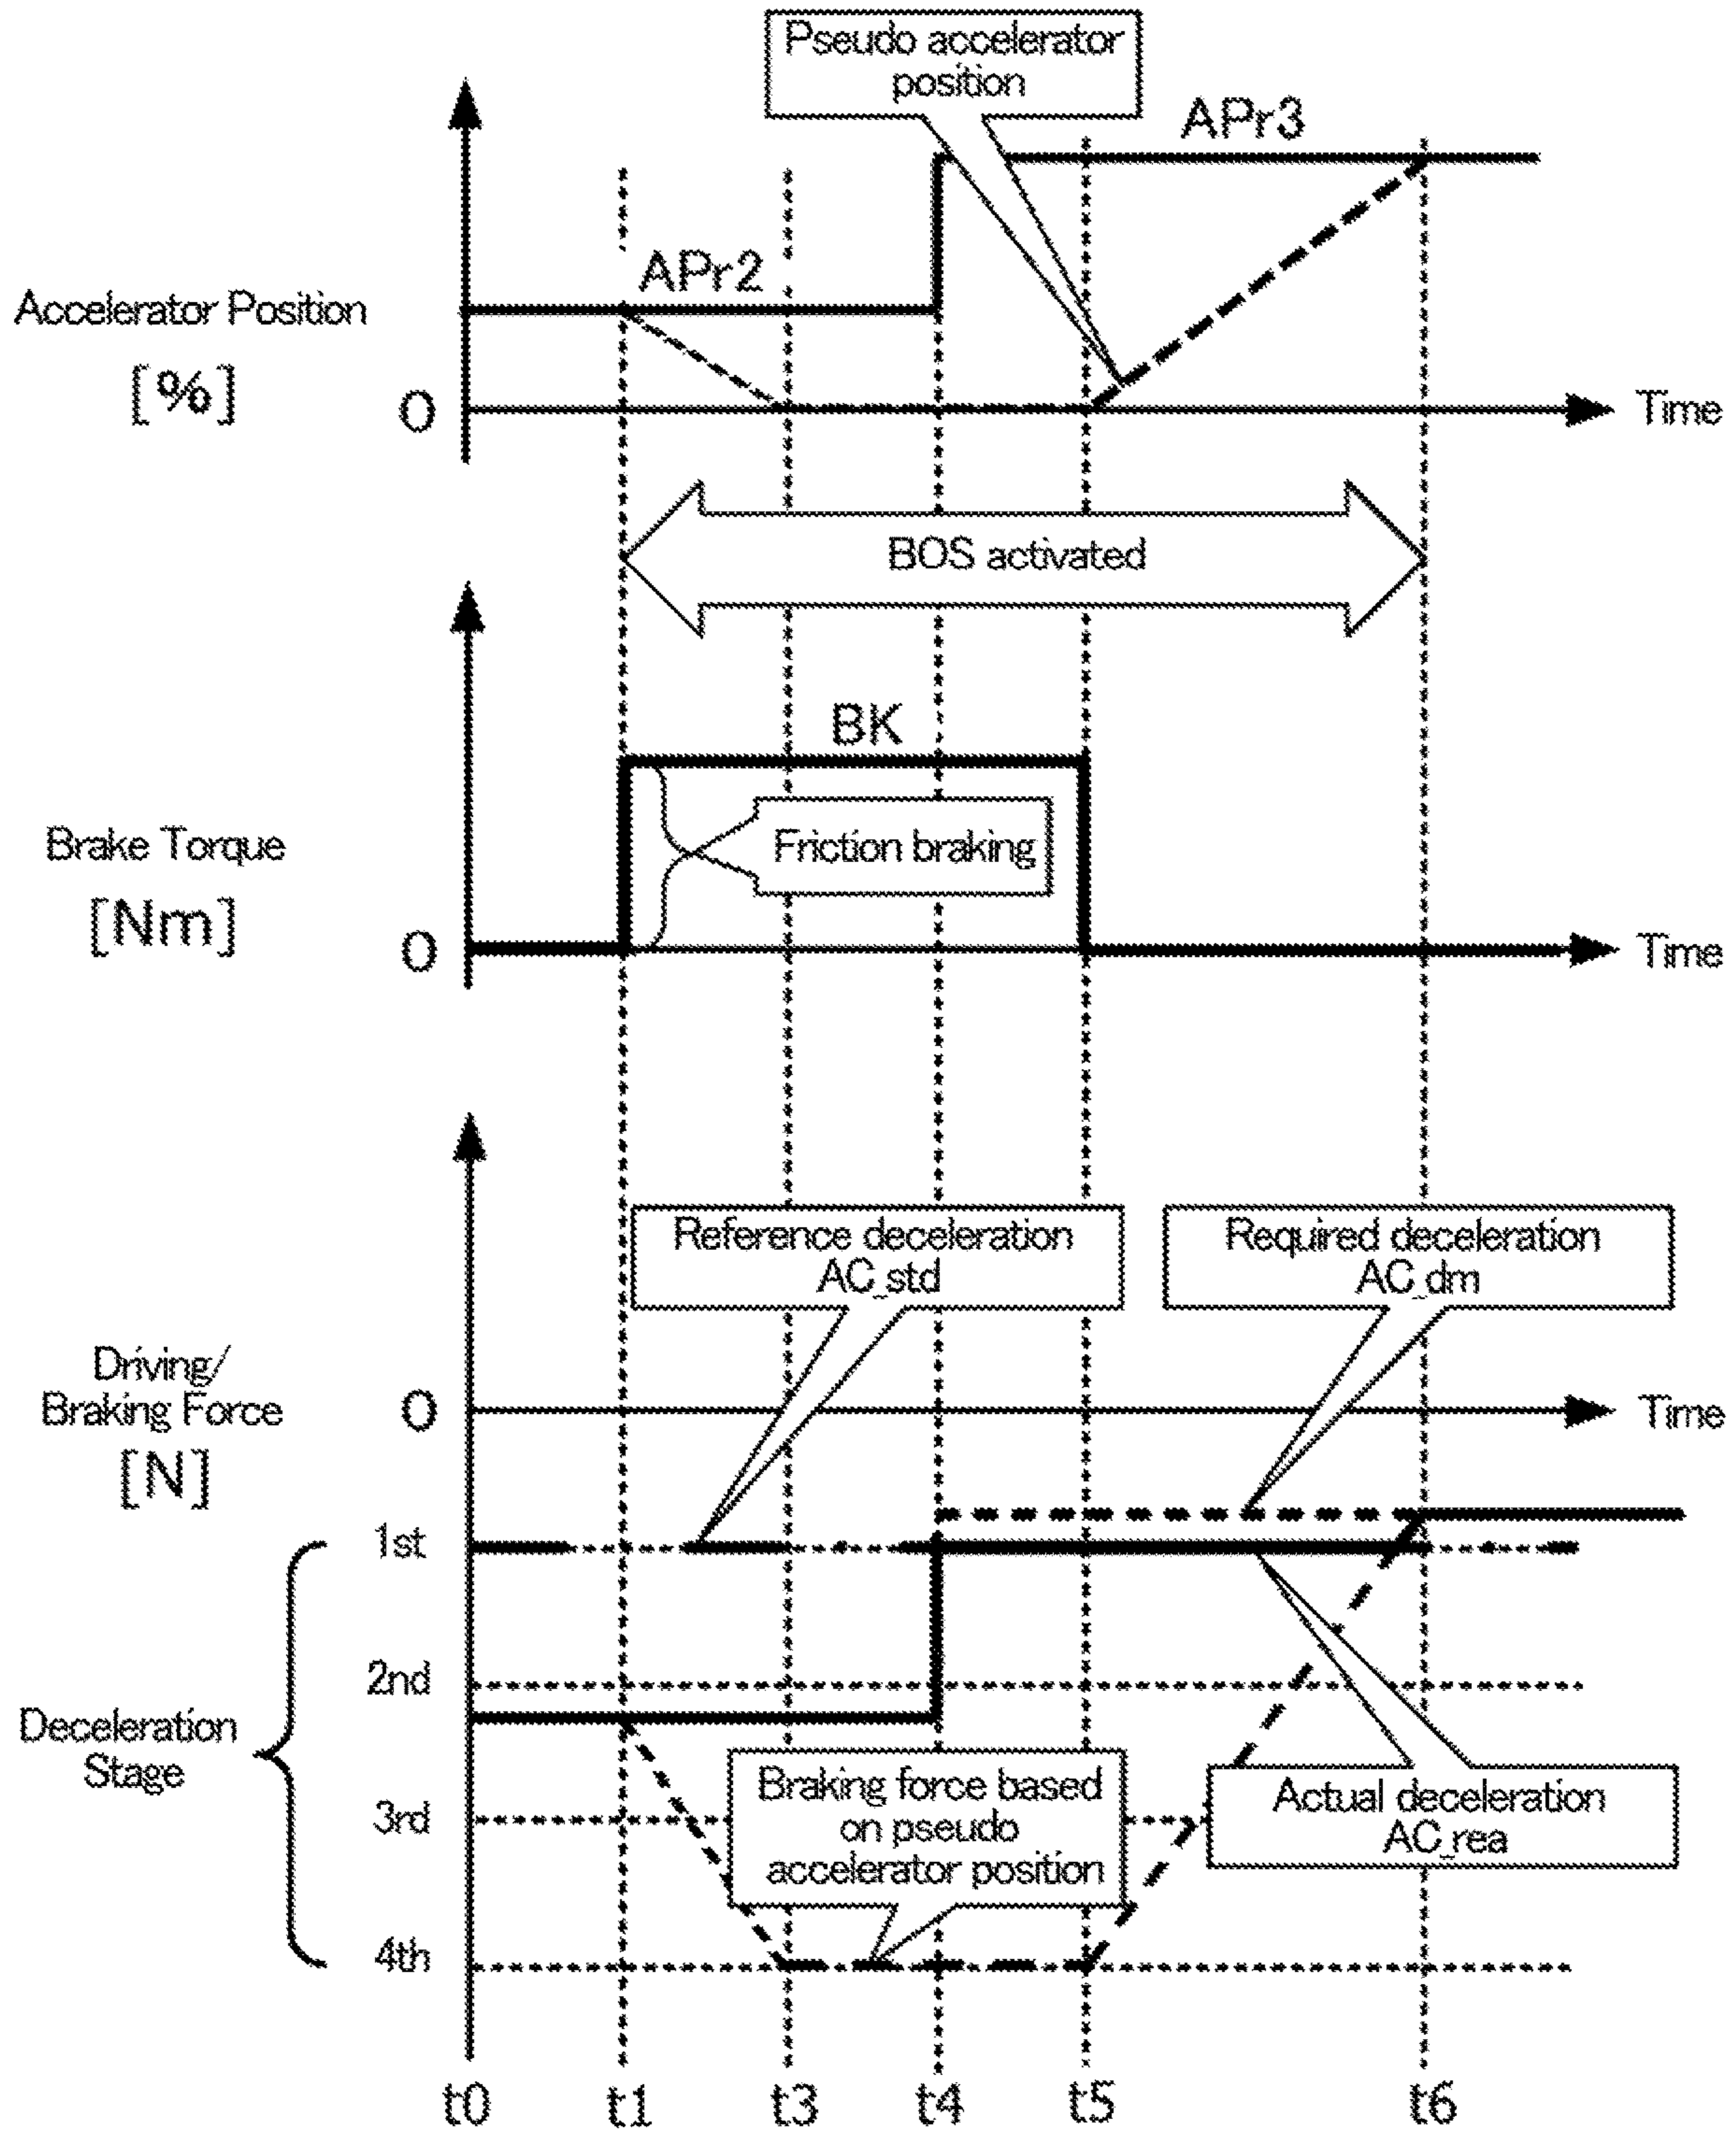 Pseudo accelerator
position
APr3
APr2
Accelerator Position
[%]
0
Time
BOS activated
BK
Friction braking
Brake Torque
[Nm]
0
Time
Reference deceleration
AC_std
Required deceleration
AC_dm
Driving/
Braking Force
[N]
0
Time
1st
2nd
Deceleration
Stage
3rd
4th
Braking force based
on pseudo
accelerator position
Actual deceleration
AC_rea
t0
t1
t3
t4
t5
t6